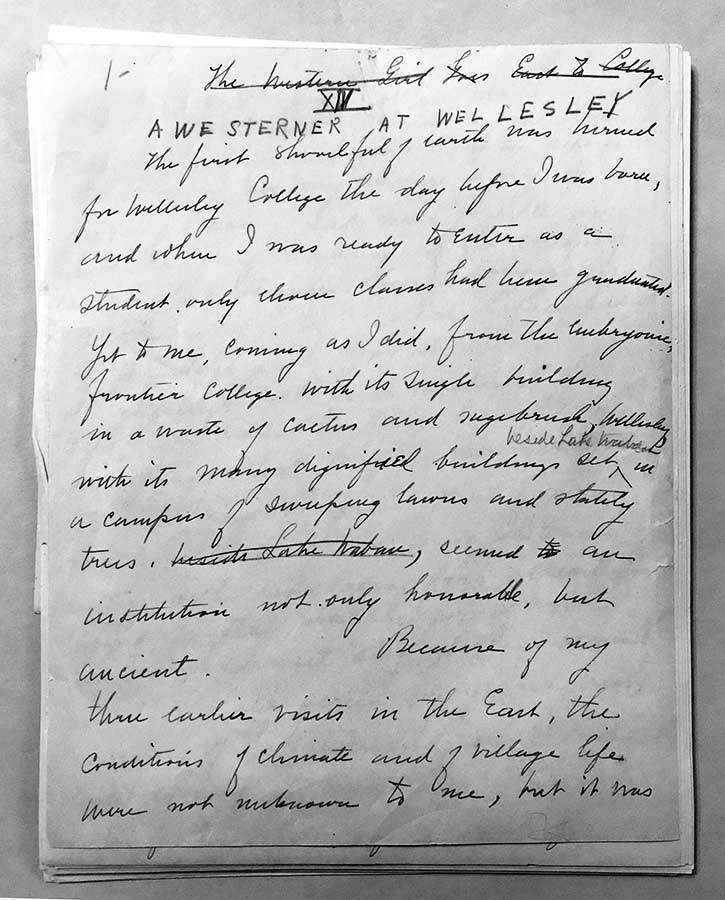 1-
The Western Girl Goes East to College
XIV
A WESTERNER AT WELLESLEY
The first shovelful of earth was turned
for Wellesley College the day before I was born,
and when I was ready to enter as a
student only eleven classes had been graduated.
Yet to me, coming as I did, from the embryonic,
frontier college with its single building
in a waste of cactus and sagebrush, Wellesley
beside Lake Waban
with its many dignified buildings set, in
a campus of sweeping lawns and stately
trees, beside Lake Waban, seemed to an
institution not only honorable, but
ancient. Because of my
three earlier visits in the East, the
conditions of climate and of village life
were not unknown to me, but it was